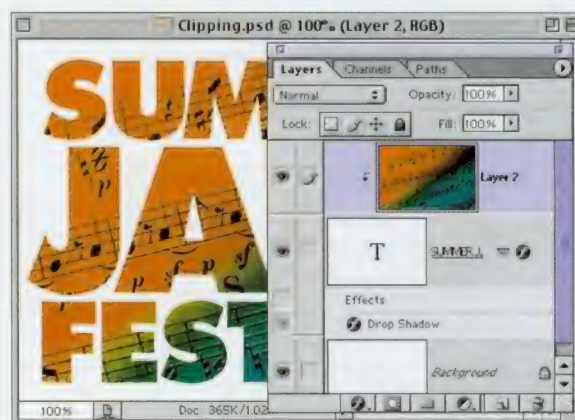 Clipping.psd @ 100% (Layer 2, RGB)
SUM
JA
FEST
Layers Channels Paths
Normal Opacity: 100%
Lock: Fill: 100%
Layer 2
T SUMMER J...
Effects
Drop Shadow
Background
100% Doc: 365K/1.02